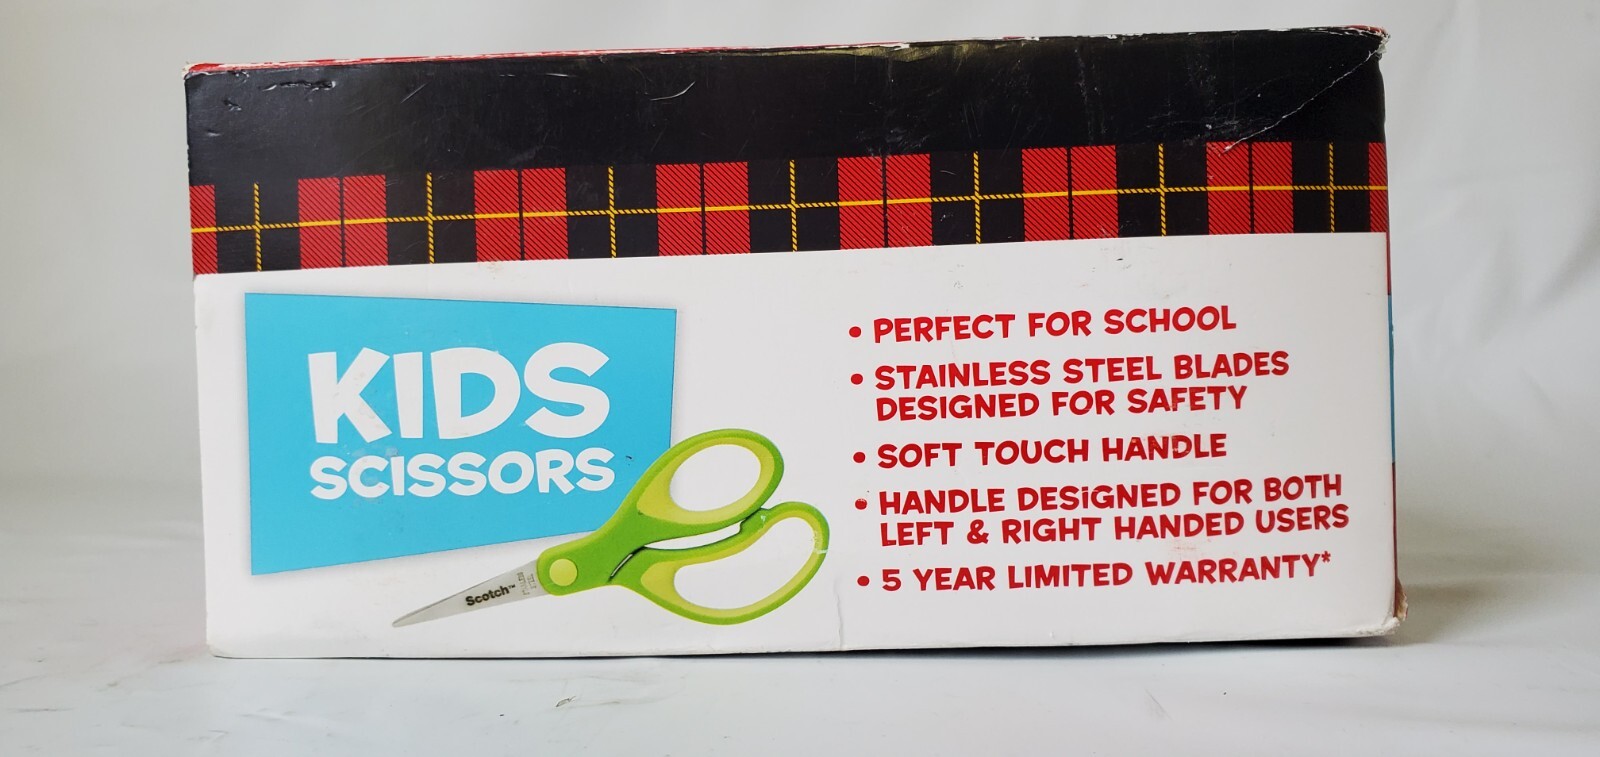 KIDS
SCISSORS
Scotch™
• PERFECT FOR SCHOOL
• STAINLESS STEEL BLADES
DESIGNED FOR SAFETY
• SOFT TOUCH HANDLE
• HANDLE DESIGNED FOR BOTH
LEFT & RIGHT HANDED USERS
• 5 YEAR LIMITED WARRANTY*